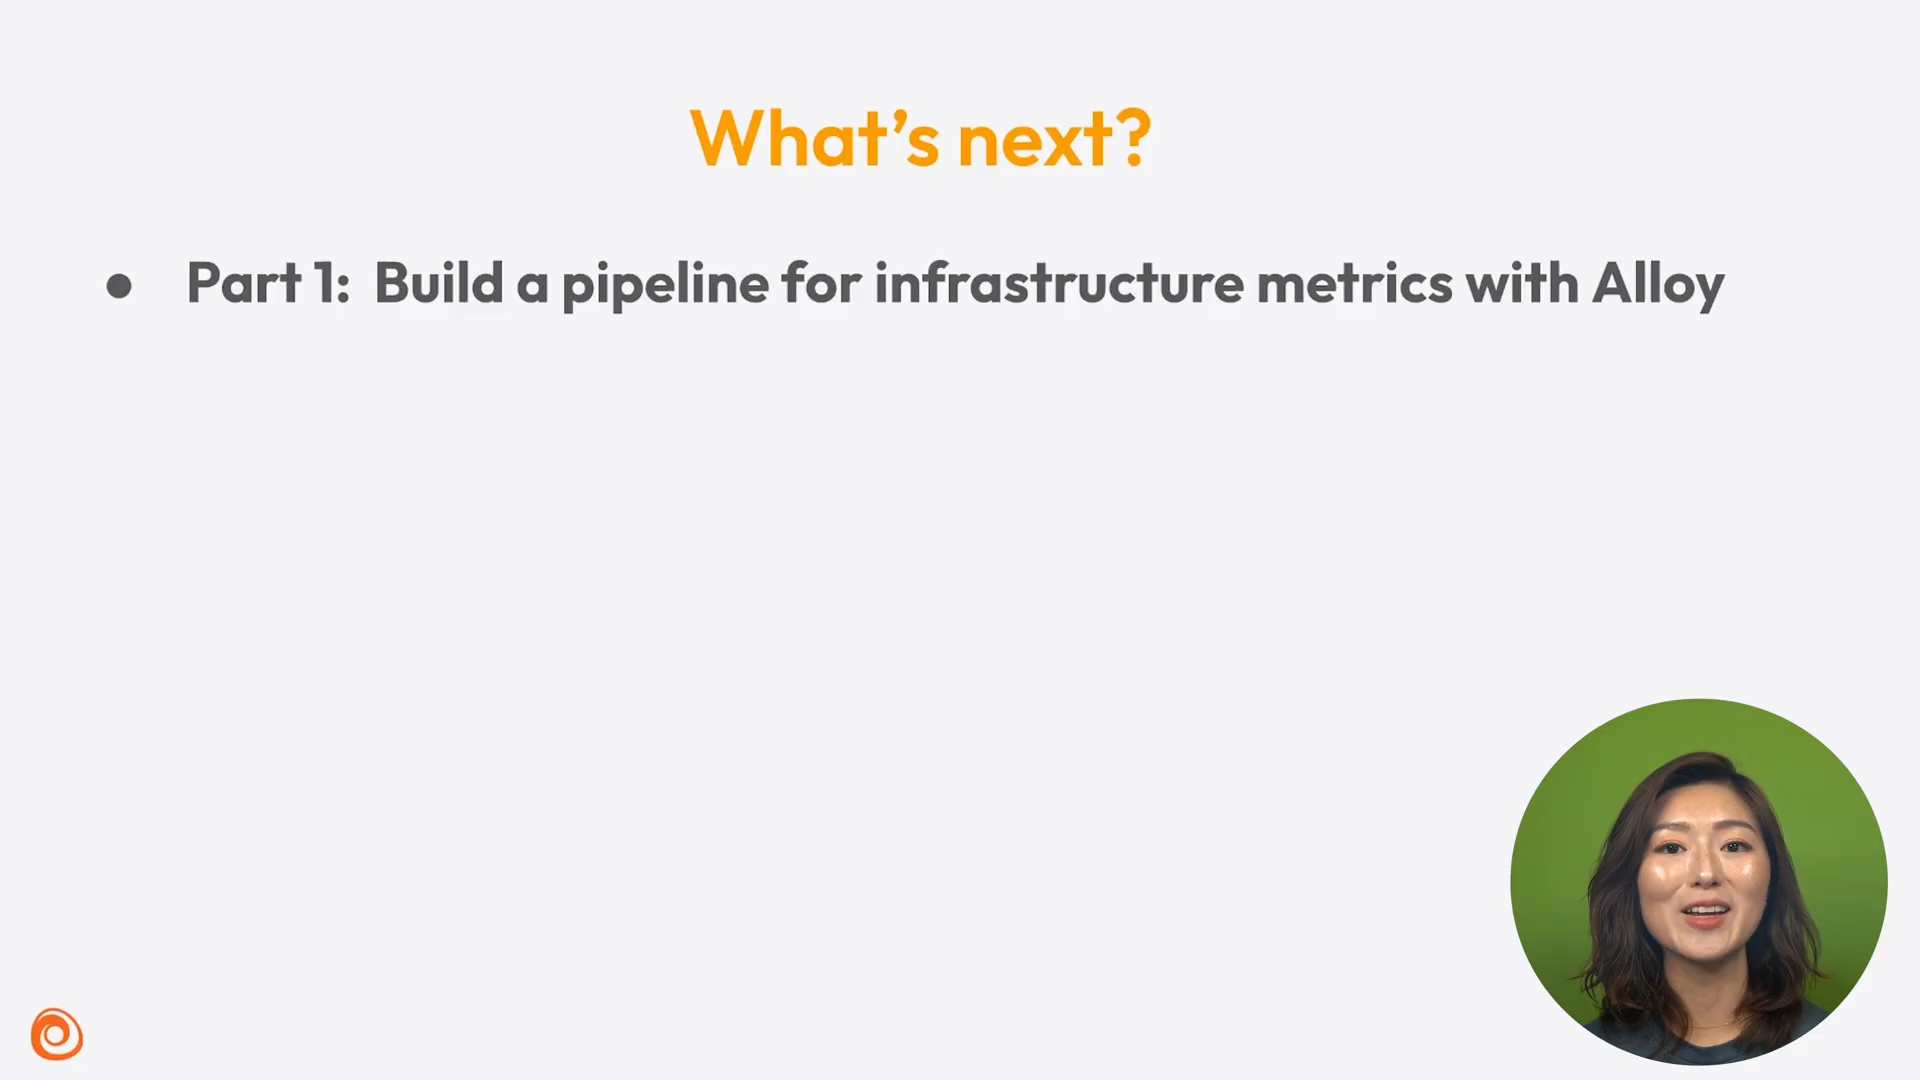 What’s next?
● Part 1: Build a pipeline for infrastructure metrics with Alloy